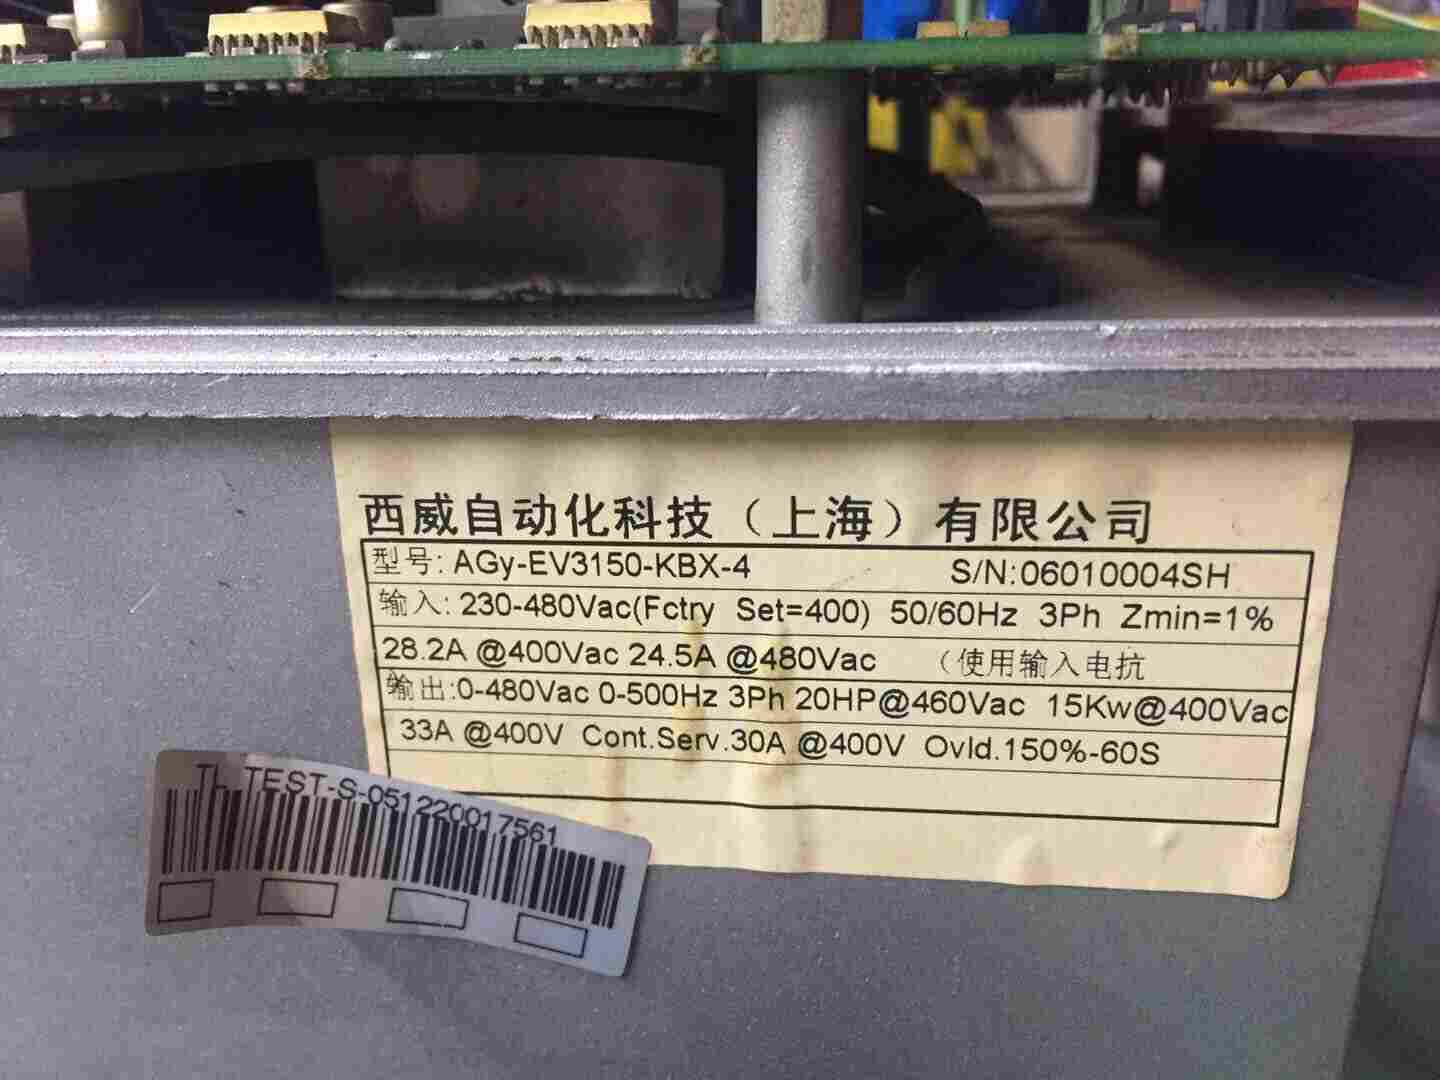 西威自动化科技（上海）有限公司
型号: AGy-EV3150-KBX-4 S/N:06010004SH
输入: 230-480Vac(Fctry Set=400) 50/60Hz 3Ph Zmin=1%
28.2A @400Vac 24.5A @480Vac （使用输入电抗
输出:0-480Vac 0-500Hz 3Ph 20HP@460Vac 15Kw@400Vac
33A @400V Cont.Serv.30A @400V Ovld.150%-60S
TL TEST-S-051220017561